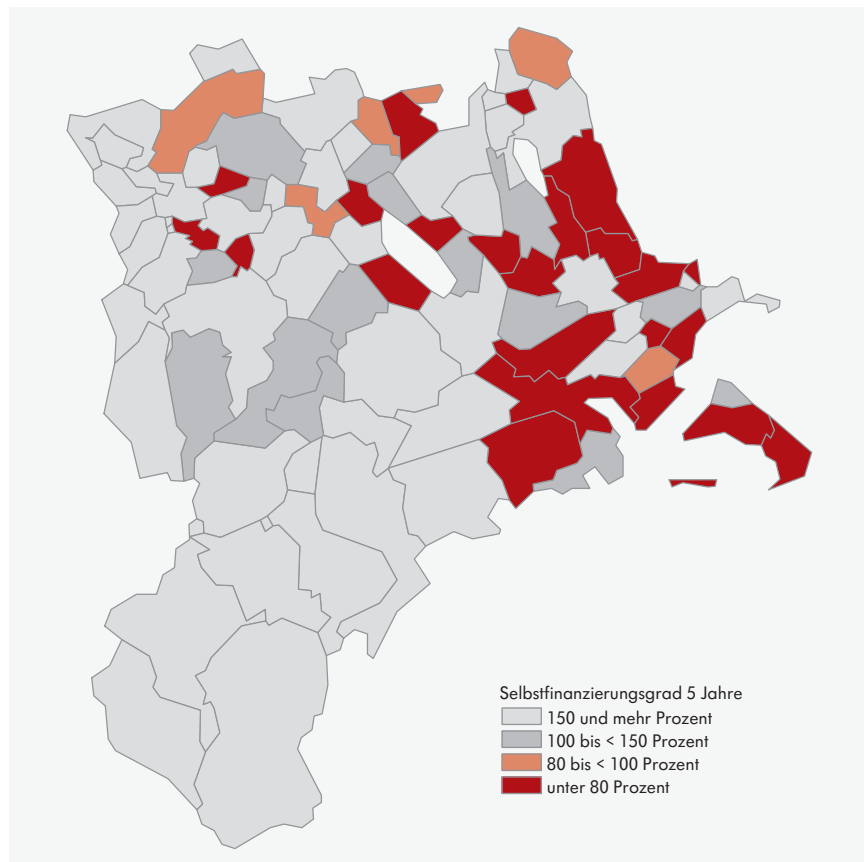 Selbstfinanzierungsgrad 5 Jahre
150 und mehr Prozent
100 bis < 150 Prozent
80 bis < 100 Prozent
unter 80 Prozent